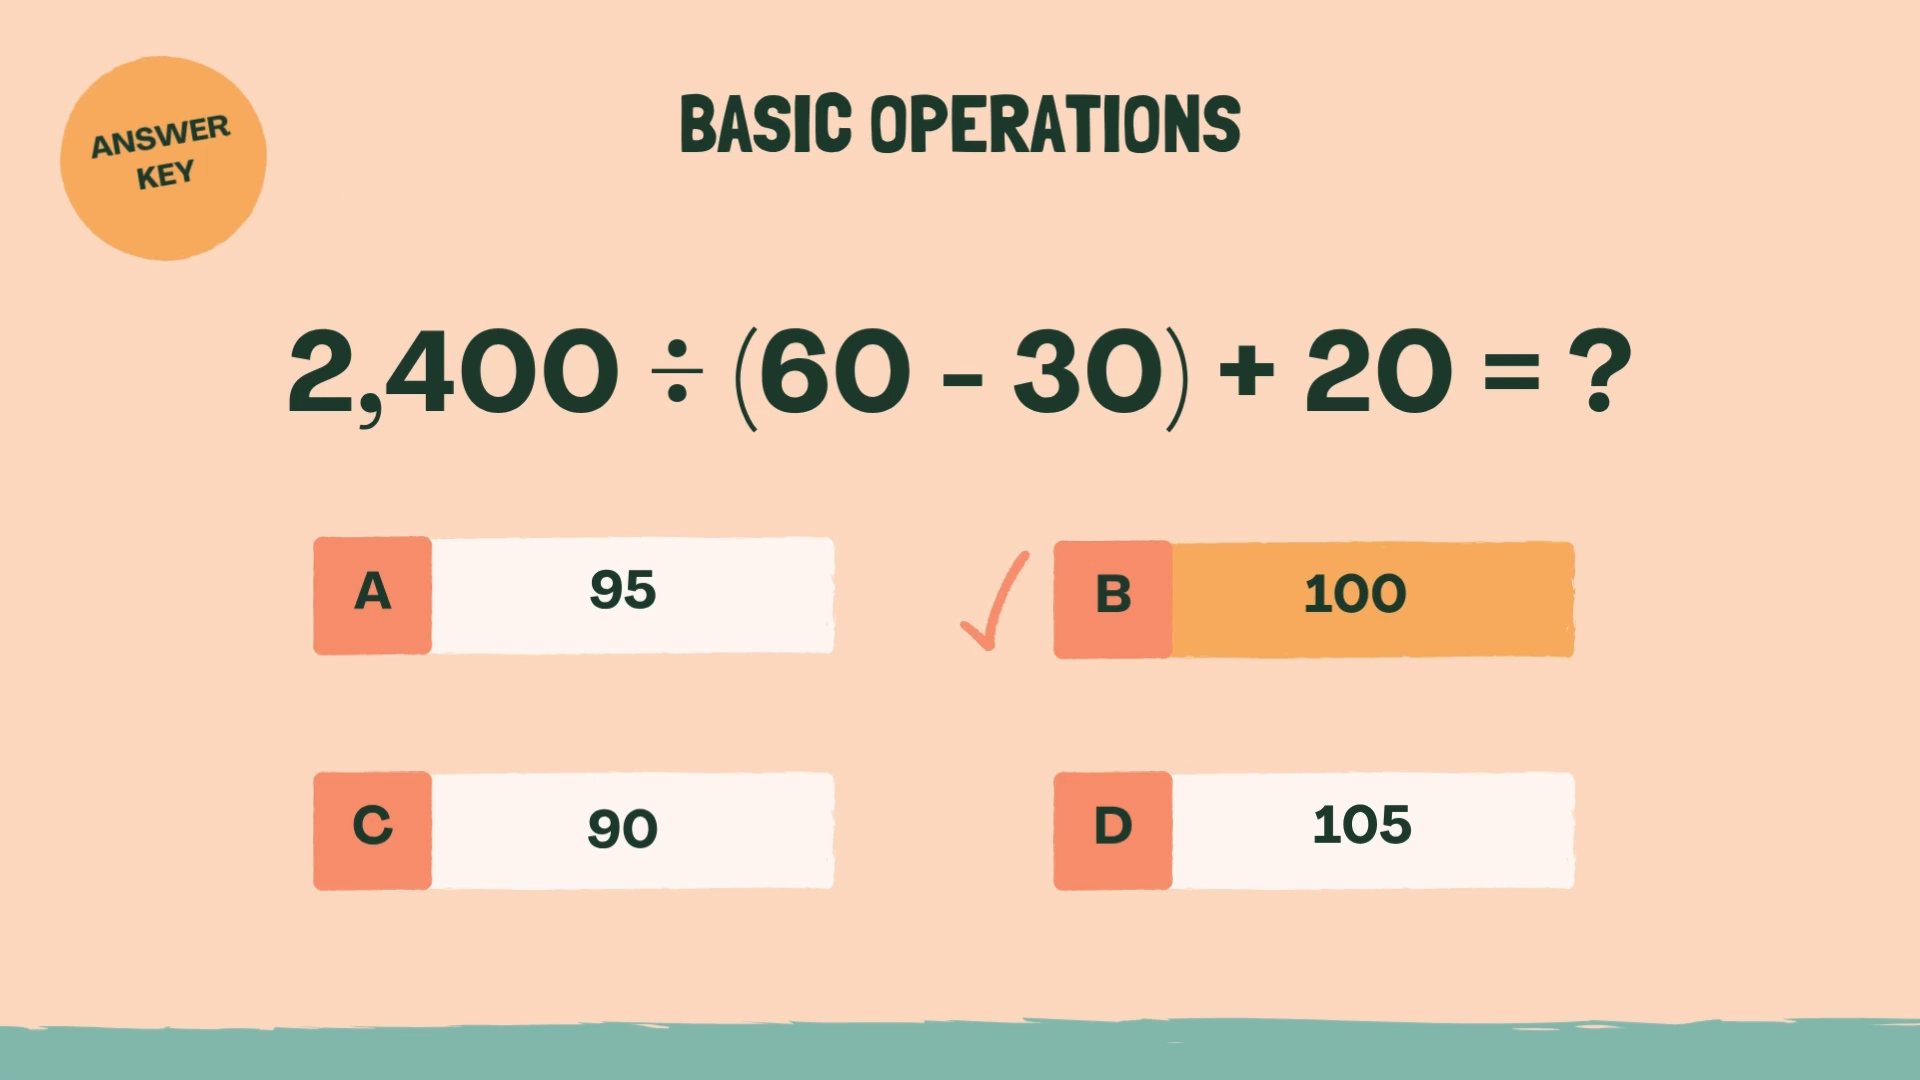 ANSWER
KEY
BASIC OPERATIONS
2,400 ÷ (60 - 30) + 20 = ?
A 95
B 100
C 90
D 105